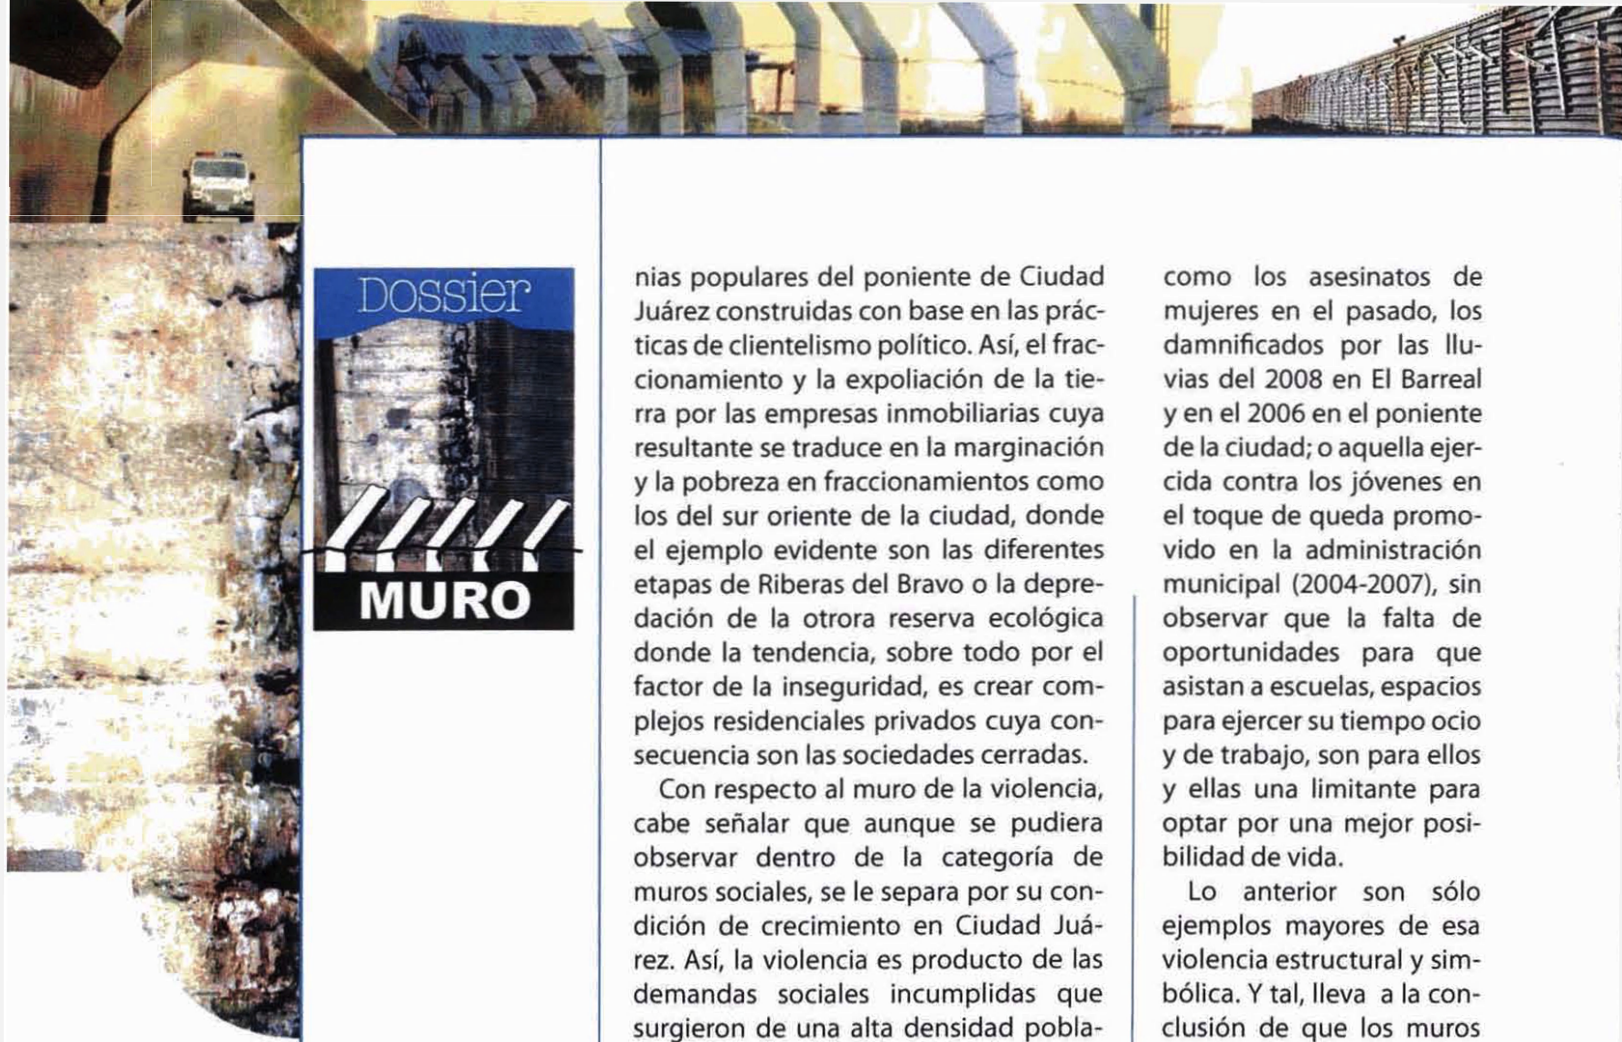 Dossier
MURO
nias populares del poniente de Ciudad
Juárez construidas con base en las prác-
ticas de clientelismo político. Así, el frac-
cionamiento y la expoliación de la tie-
rra por las empresas inmobiliarias cuya
resultante se traduce en la marginación
y la pobreza en fraccionamientos como
los del sur oriente de la ciudad, donde
el ejemplo evidente son las diferentes
etapas de Riberas del Bravo o la depre-
dación de la otrora reserva ecológica
donde la tendencia, sobre todo por el
factor de la inseguridad, es crear com-
plejos residenciales privados cuya con-
secuencia son las sociedades cerradas.
Con respecto al muro de la violencia,
cabe señalar que aunque se pudiera
observar dentro de la categoría de
muros sociales, se le separa por su con-
dición de crecimiento en Ciudad Juá-
rez. Así, la violencia es producto de las
demandas sociales incumplidas que
surgieron de una alta densidad pobla-
como los asesinatos de
mujeres en el pasado, los
damnificados por las llu-
vias del 2008 en El Barreal
y en el 2006 en el poniente
de la ciudad; o aquella ejer-
cida contra los jóvenes en
el toque de queda promo-
vido en la administración
municipal (2004-2007), sin
observar que la falta de
oportunidades para que
asistan a escuelas, espacios
para ejercer su tiempo ocio
y de trabajo, son para ellos
y ellas una limitante para
optar por una mejor posi-
bilidad de vida.
Lo anterior son sólo
ejemplos mayores de esa
violencia estructural y sim-
bólica. Y tal, lleva a la con-
clusión de que los muros